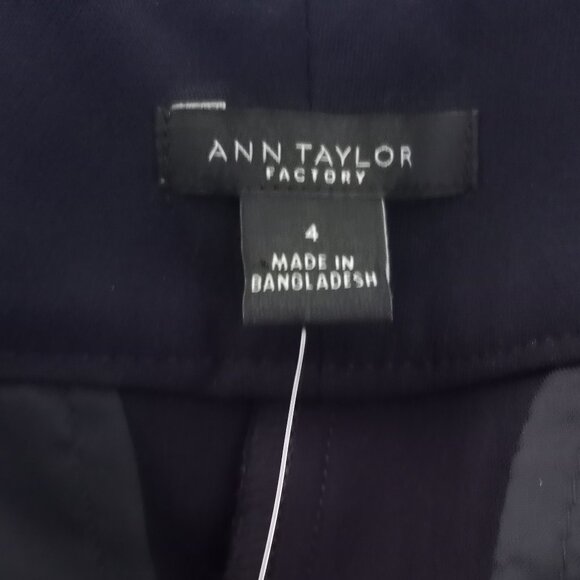 ANN TAYLOR
FACTORY
4
MADE IN
BANGLADESH